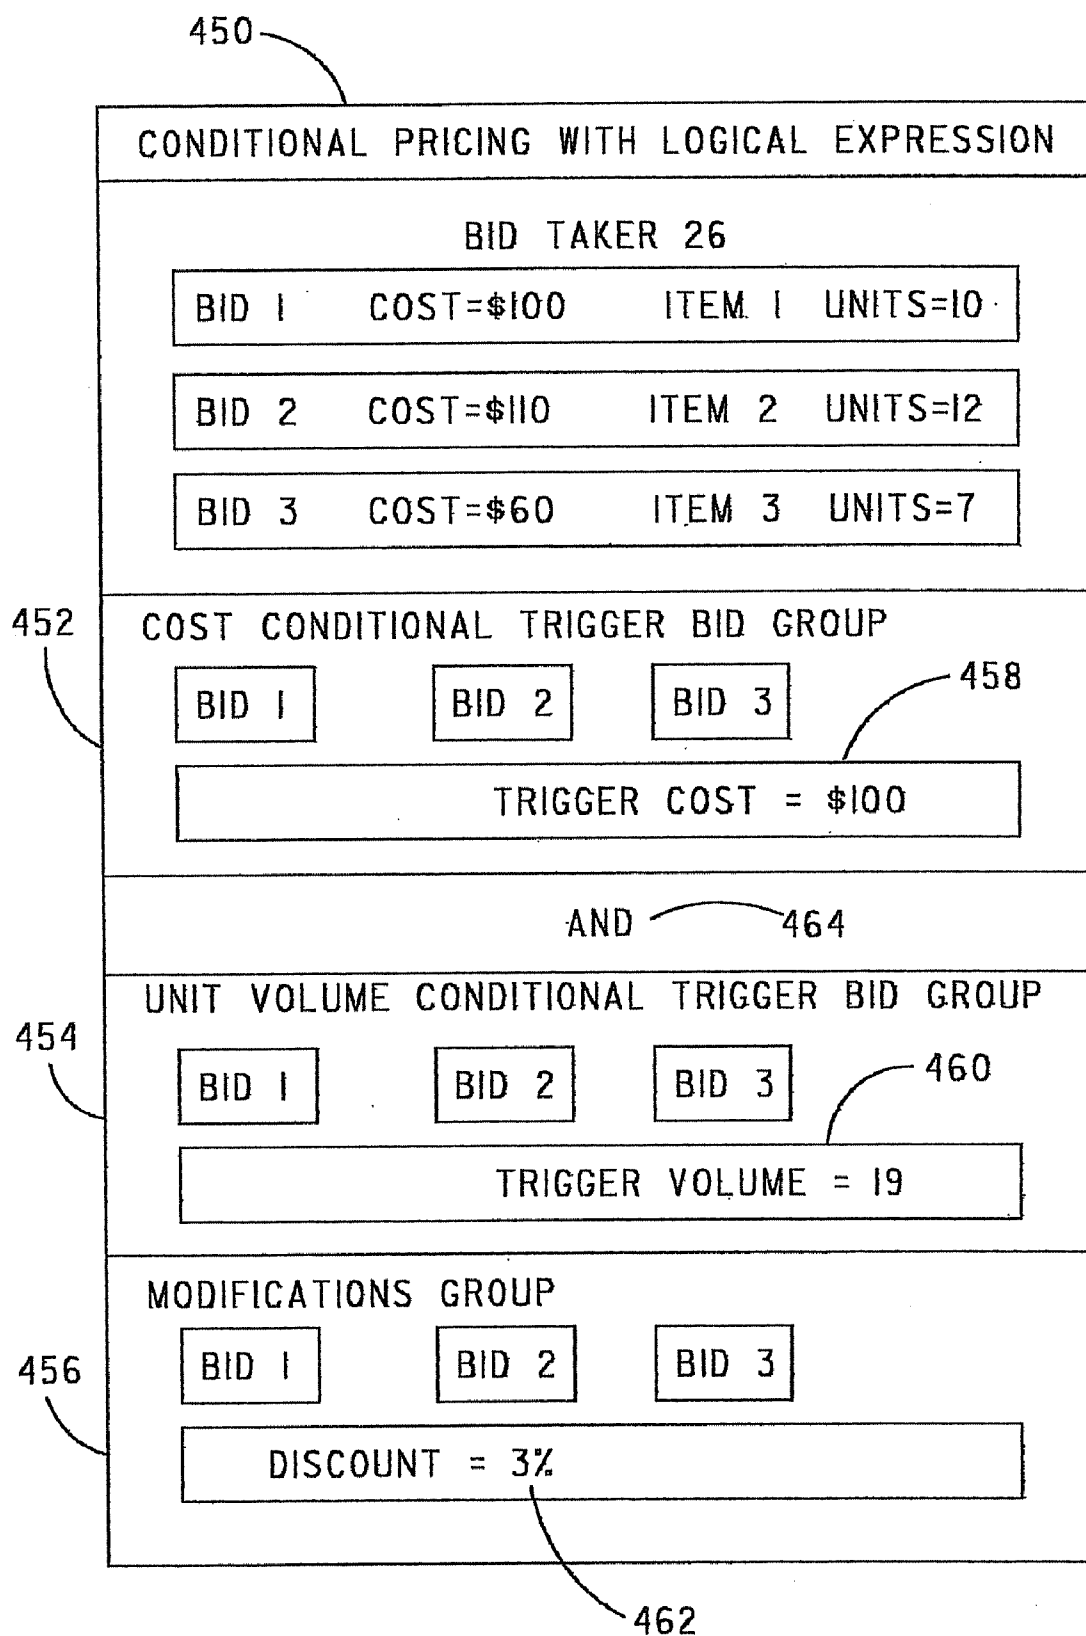 450
CONDITIONAL PRICING WITH LOGICAL EXPRESSION
BID TAKER 26
BID 1 COST=$100 ITEM 1 UNITS=10
BID 2 COST=$110 ITEM 2 UNITS=12
BID 3 COST=$60 ITEM 3 UNITS=7
452
COST CONDITIONAL TRIGGER BID GROUP
BID 1 BID 2 BID 3
458
TRIGGER COST = $100
AND 464
UNIT VOLUME CONDITIONAL TRIGGER BID GROUP
454
BID 1 BID 2 BID 3
460
TRIGGER VOLUME = 19
MODIFICATIONS GROUP
456
BID 1 BID 2 BID 3
DISCOUNT = 3%
462